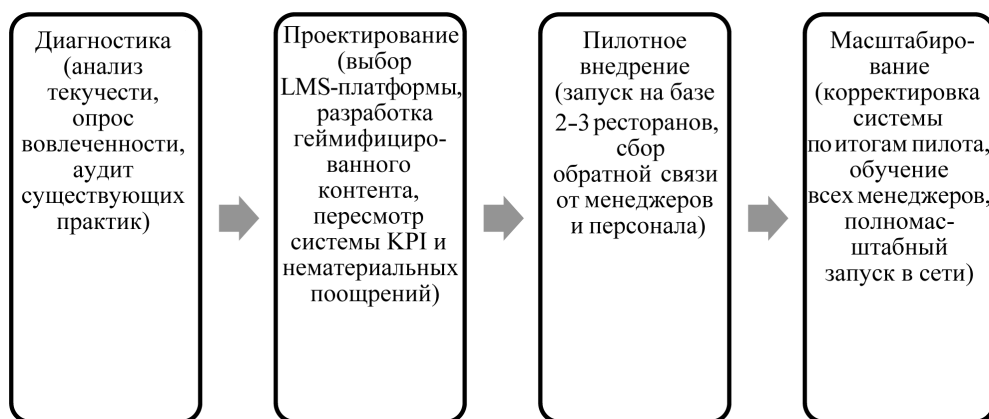 Диагностика
(анализ
текучести,
опрос
вовлеченности,
аудит
существующих
практик)
Проектирование
(выбор
LMS-платформы,
разработка
геймифициро-
ванного
контента,
пересмотр
системы KPI и
нематериальных
поощрений)
Пилотное
внедрение
(запуск на базе
2–3 ресторанов,
сбор
обратной связи
от менеджеров
и персонала)
Масштабиро-
вание
(корректировка
системы
по итогам пилота,
обучение
всех менеджеров,
полномас-
штабный
запуск в сети)